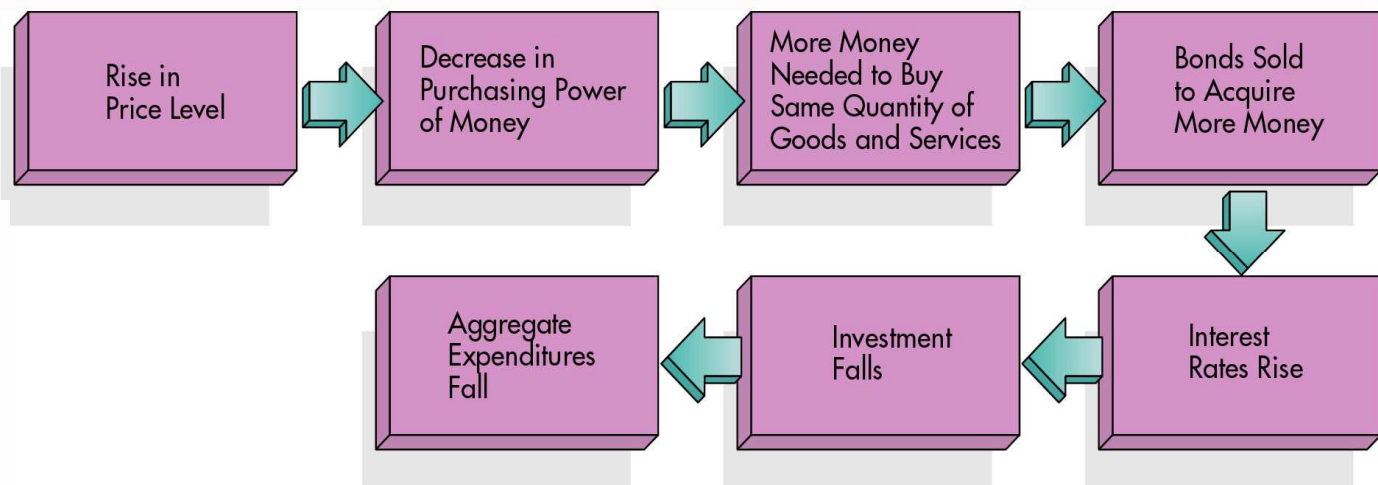 Rise in
Price Level
Decrease in
Purchasing Power
of Money
More Money
Needed to Buy
Same Quantity of
Goods and Services
Bonds Sold
to Acquire
More Money
Interest
Rates Rise
Investment
Falls
Aggregate
Expenditures
Fall